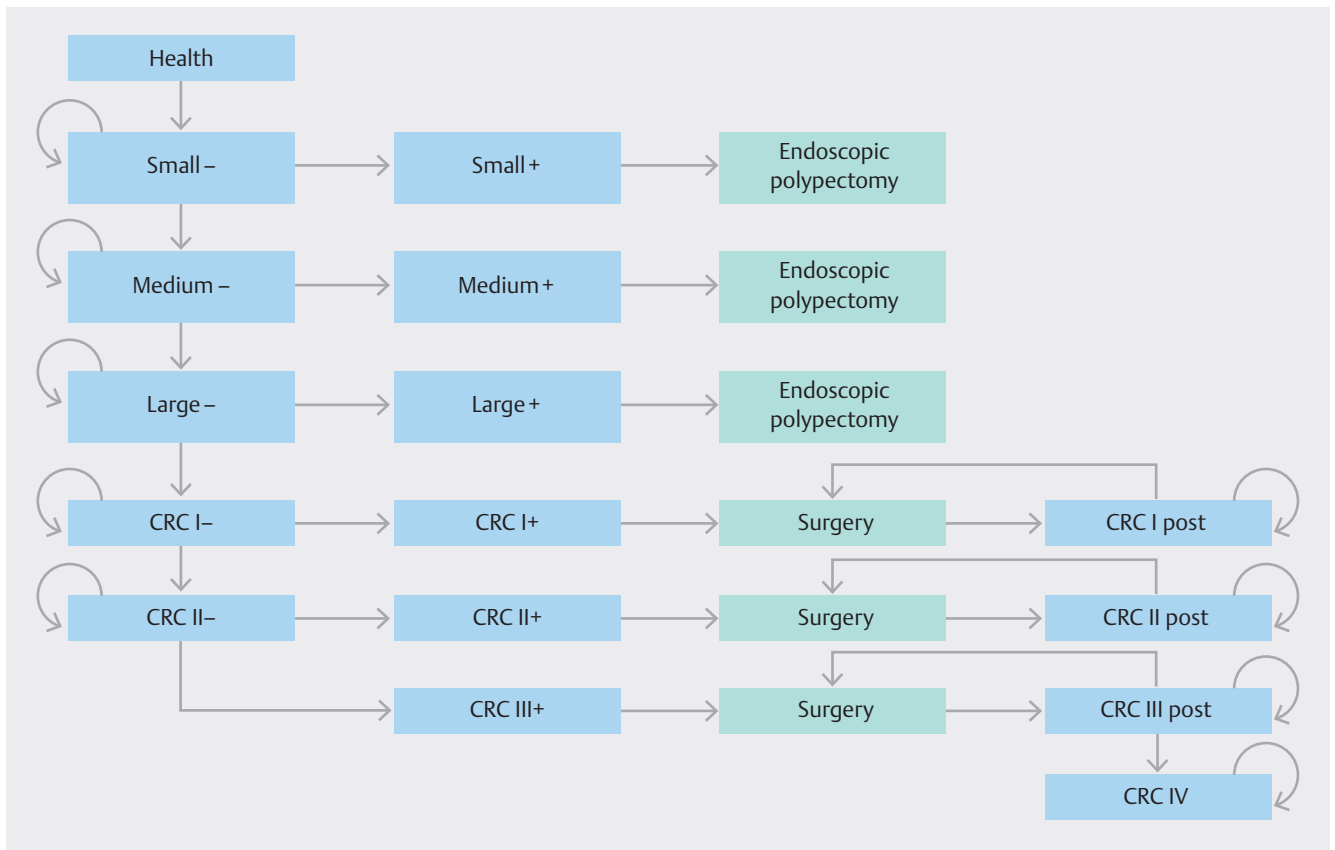 Health
Small –
Small +
Endoscopic
polypectomy
Medium –
Medium +
Endoscopic
polypectomy
Large –
Large +
Endoscopic
polypectomy
CRC I–
CRC I+
Surgery
CRC I post
CRC II–
CRC II+
Surgery
CRC II post
CRC III+
Surgery
CRC III post
CRC IV